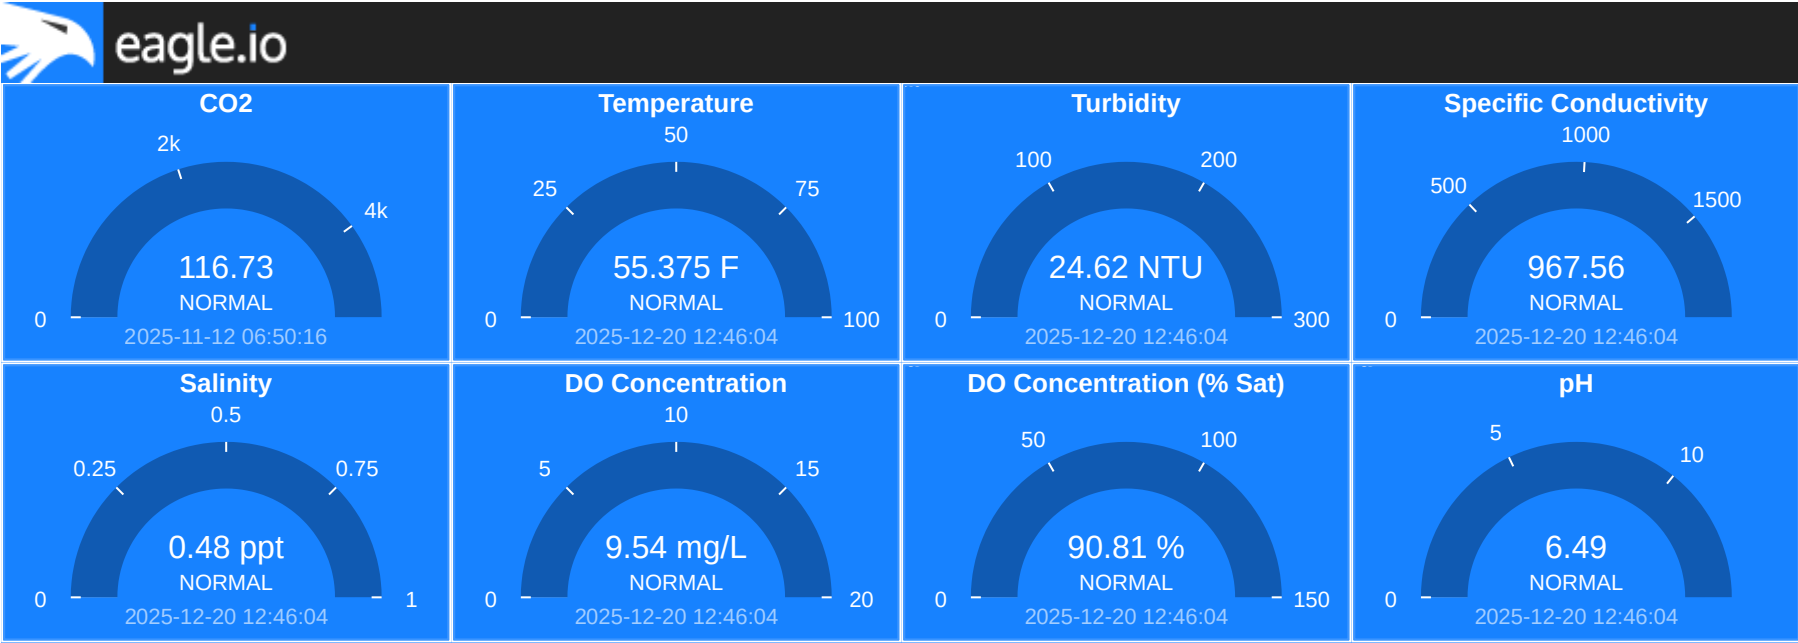 eagle.io
CO2
2k
4k
0
116.73
NORMAL
2025-11-12 06:50:16
Temperature
50
25
75
0
100
55.375 F
NORMAL
2025-12-20 12:46:04
Turbidity
100
200
0
300
24.62 NTU
NORMAL
2025-12-20 12:46:04
Specific Conductivity
1000
500
1500
0
967.56
NORMAL
2025-12-20 12:46:04
Salinity
0.5
0.25
0.75
0
1
0.48 ppt
NORMAL
2025-12-20 12:46:04
DO Concentration
10
5
15
0
20
9.54 mg/L
NORMAL
2025-12-20 12:46:04
DO Concentration (% Sat)
50
100
0
150
90.81 %
NORMAL
2025-12-20 12:46:04
pH
5
10
0
6.49
NORMAL
2025-12-20 12:46:04